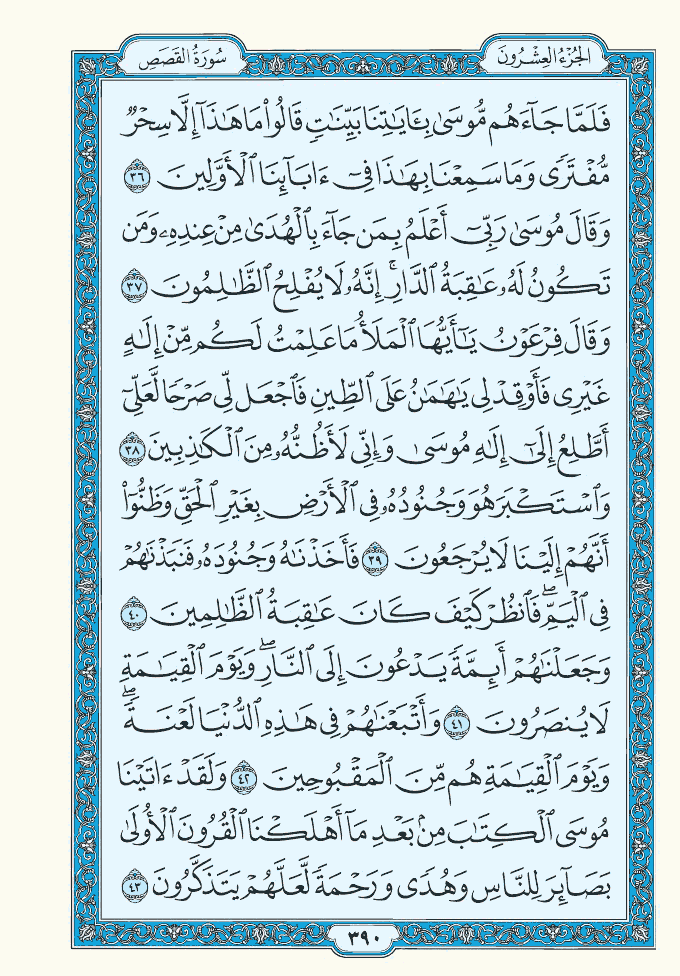 الجُزْءُ العِشْرُونَ
سُورَةُ القَصَصِ
فَلَمَّا جَآءَهُم مُّوسَىٰ بِـَٔايَـٰتِنَا بَيِّنَـٰتٍ قَالُوا۟ مَا هَـٰذَآ إِلَّا سِحْرٌ
مُّفْتَرًى وَمَا سَمِعْنَا بِهَـٰذَا فِىٓ ءَابَآئِنَا ٱلْأَوَّلِينَ ٣٦
وَقَالَ مُوسَىٰ رَبِّىٓ أَعْلَمُ بِمَن جَآءَ بِٱلْهُدَىٰ مِنْ عِندِهِۦ وَمَن
تَكُونُ لَهُۥ عَـٰقِبَةُ ٱلدَّارِ ۚ إِنَّهُۥ لَا يُفْلِحُ ٱلظَّـٰلِمُونَ ٣٧
وَقَالَ فِرْعَوْنُ يَـٰٓأَيُّهَا ٱلْمَلَأُ مَا عَلِمْتُ لَكُم مِّنْ إِلَـٰهٍ
غَيْرِى فَأَوْقِدْ لِى يَـٰهَـٰمَـٰنُ عَلَى ٱلطِّينِ فَٱجْعَل لِّى صَرْحًا لَّعَلِّىٓ
أَطَّلِعُ إِلَىٰٓ إِلَـٰهِ مُوسَىٰ وَإِنِّى لَأَظُنُّهُۥ مِنَ ٱلْكَـٰذِبِينَ ٣٨
وَٱسْتَكْبَرَ هُوَ وَجُنُودُهُۥ فِى ٱلْأَرْضِ بِغَيْرِ ٱلْحَقِّ وَظَنُّوٓا۟
أَنَّهُمْ إِلَيْنَا لَا يُرْجَعُونَ ٣٩ فَأَخَذْنَـٰهُ وَجُنُودَهُۥ فَنَبَذْنَـٰهُمْ
فِى ٱلْيَمِّ ۖ فَٱنظُرْ كَيْفَ كَانَ عَـٰقِبَةُ ٱلظَّـٰلِمِينَ ٤٠
وَجَعَلْنَـٰهُمْ أَئِمَّةً يَدْعُونَ إِلَى ٱلنَّارِ ۖ وَيَوْمَ ٱلْقِيَـٰمَةِ
لَا يُنصَرُونَ ٤١ وَأَتْبَعْنَـٰهُمْ فِى هَـٰذِهِ ٱلدُّنْيَا لَعْنَةً ۖ
وَيَوْمَ ٱلْقِيَـٰمَةِ هُم مِّنَ ٱلْمَقْبُوحِينَ ٤٢ وَلَقَدْ ءَاتَيْنَا
مُوسَى ٱلْكِتَـٰبَ مِنۢ بَعْدِ مَآ أَهْلَكْنَا ٱلْقُرُونَ ٱلْأُولَىٰ
بَصَآئِرَ لِلنَّاسِ وَهُدًى وَرَحْمَةً لَّعَلَّهُمْ يَتَذَكَّرُونَ ٤٣
٣٩٠